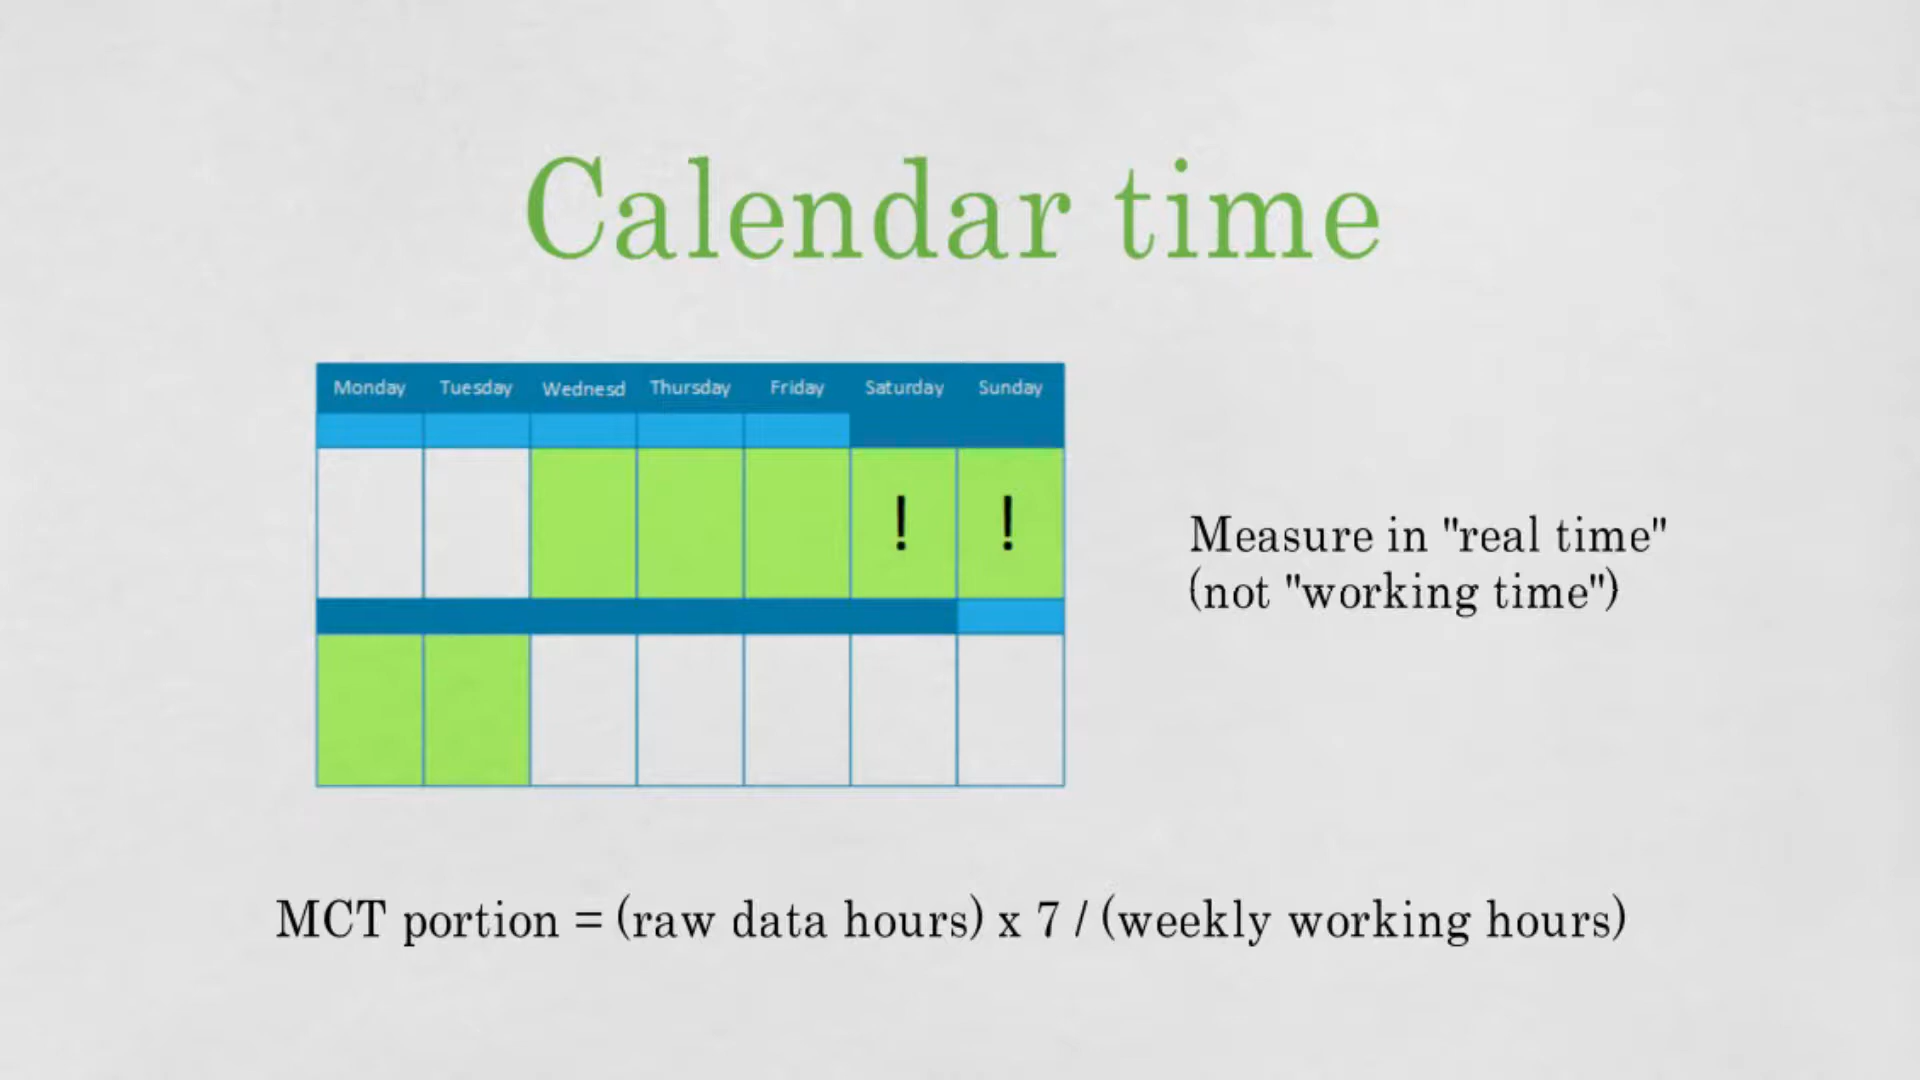 Calendar time
Monday Tuesday Wednesd Thursday Friday Saturday Sunday
! !
Measure in "real time"
(not "working time")
MCT portion = (raw data hours) x 7 / (weekly working hours)